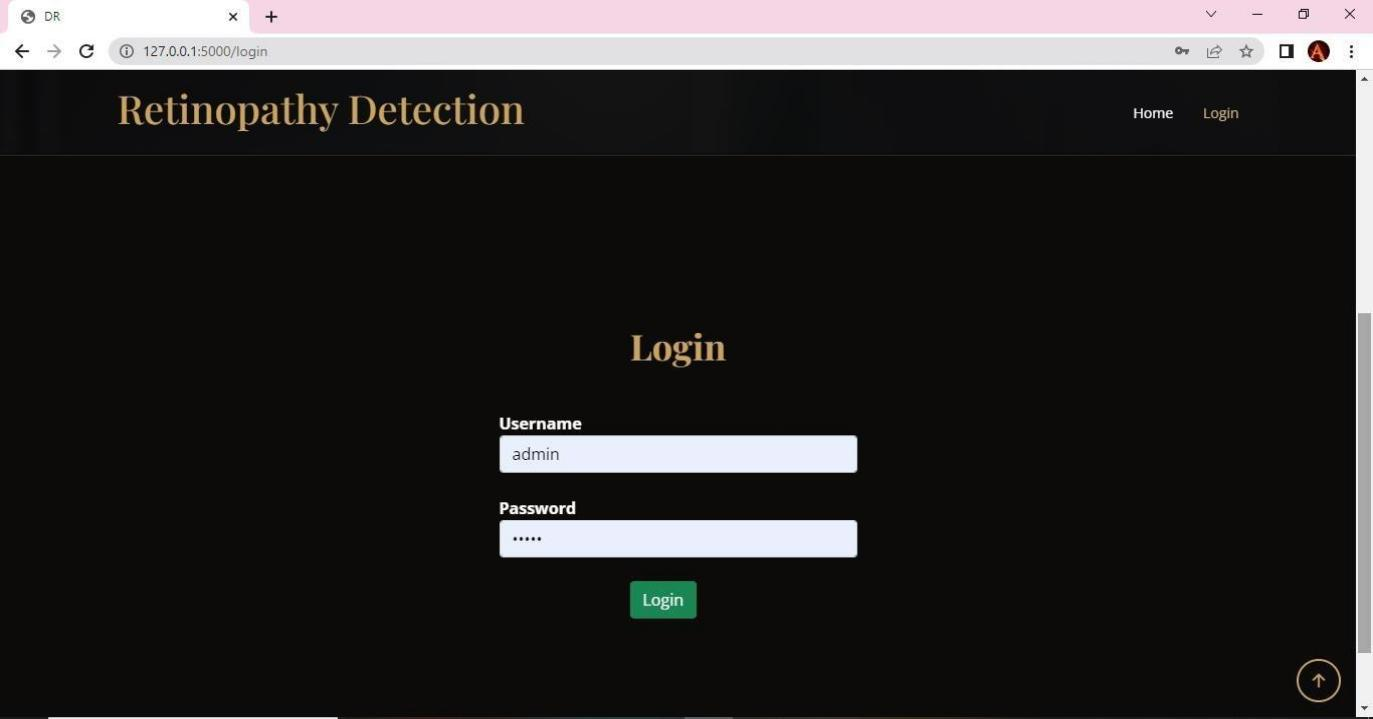 DR
127.0.0.1:5000/login
A
Retinopathy Detection
Home Login
Login
Username
admin
Password
•••••
Login